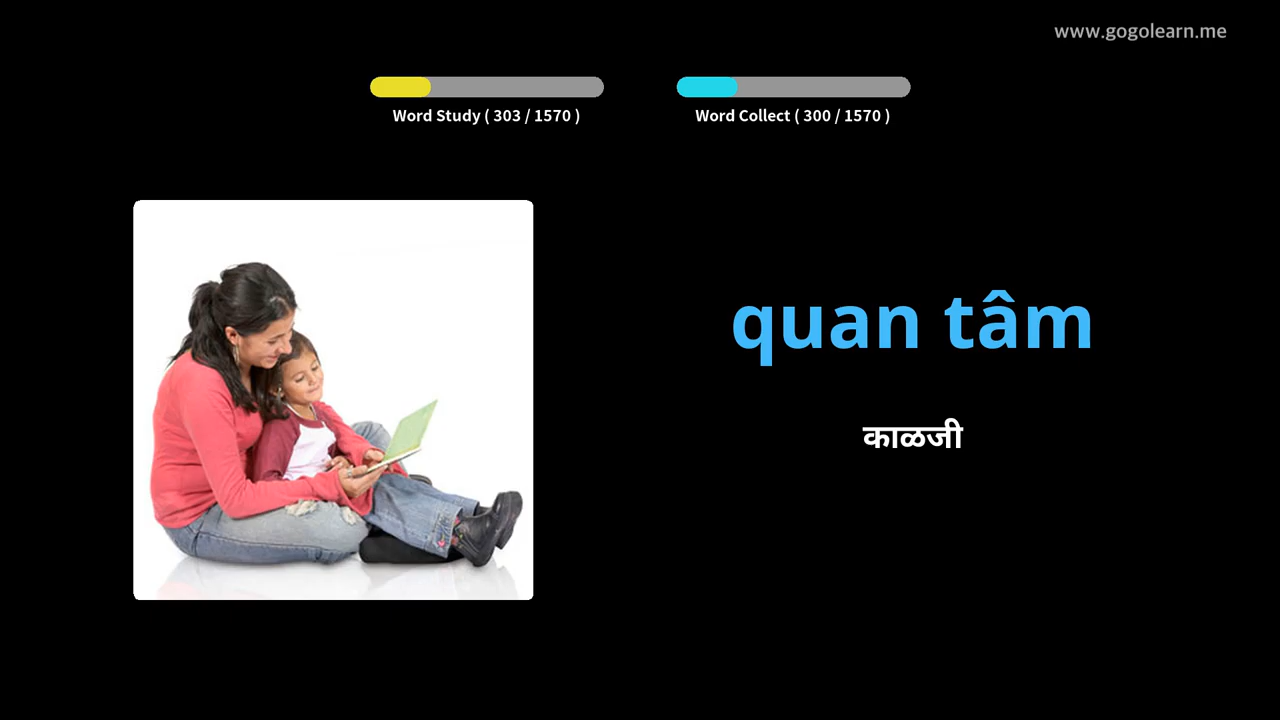 www.gogolearn.me
Word Study ( 303 / 1570 )
Word Collect ( 300 / 1570 )
quan tâm
काळजी